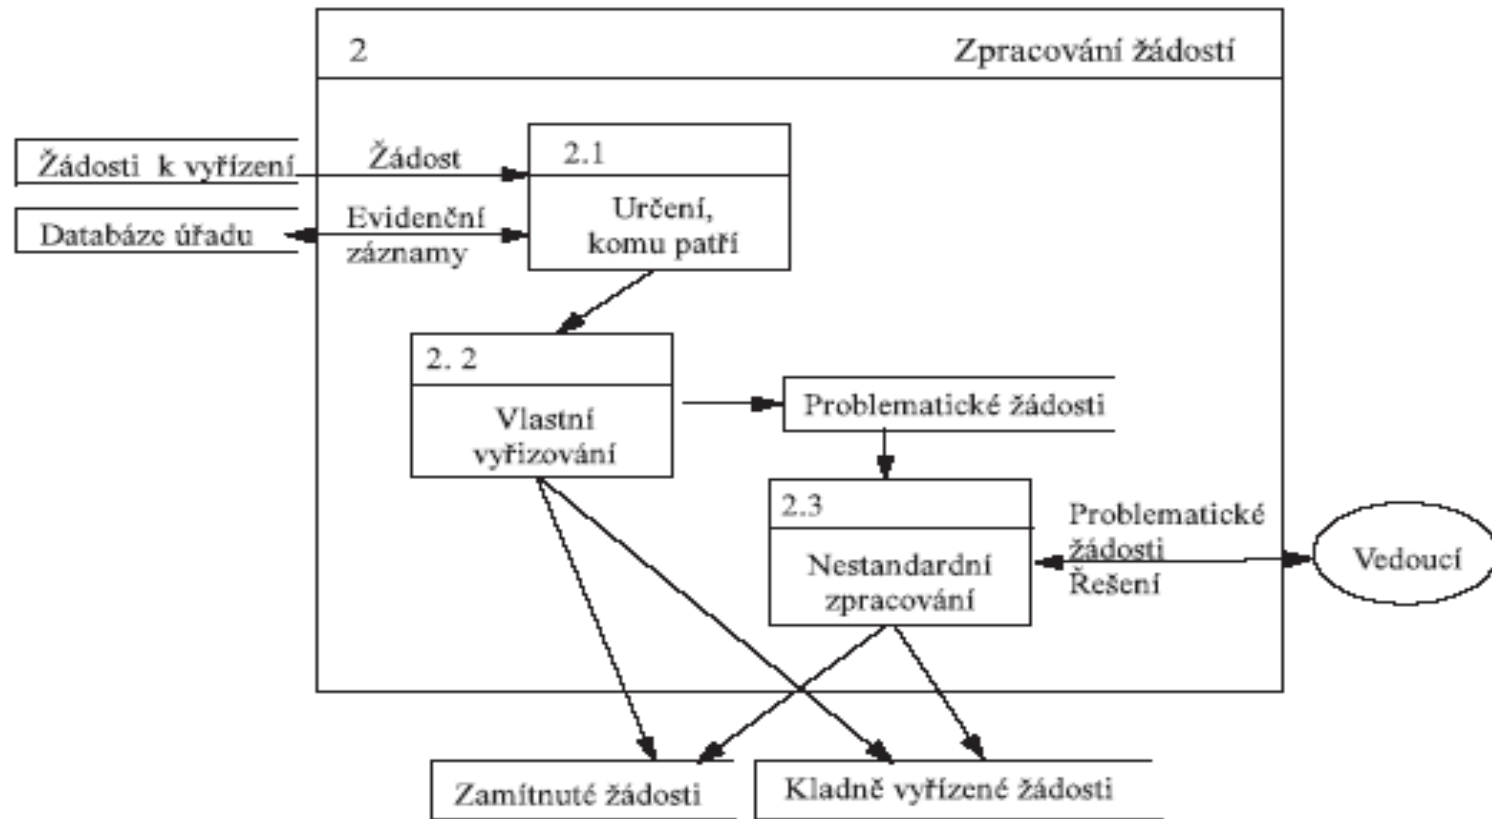 2
Zpracování žádostí
Žádosti k vyřízení
Žádost
2.1
Určení,
komu patří
Databáze úřadu
Evidenční
záznamy
2. 2
Vlastní
vyřizování
Problematické žádosti
2.3
Nestandardní
zpracování
Problematické
žádosti
Řešení
Vedoucí
Zamítnuté žádosti
Kladně vyřízené žádosti